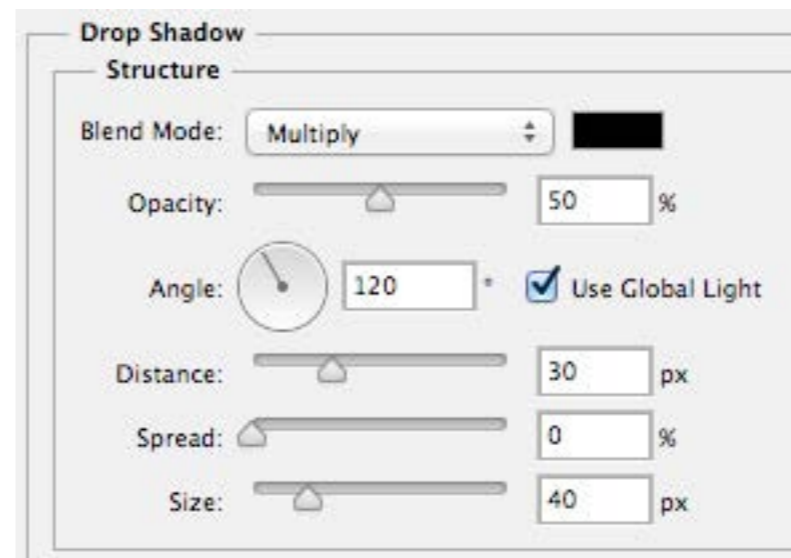 Drop Shadow
Structure
Blend Mode: Multiply
Opacity: 50 %
Angle: 120 ° Use Global Light
Distance: 30 px
Spread: 0 %
Size: 40 px